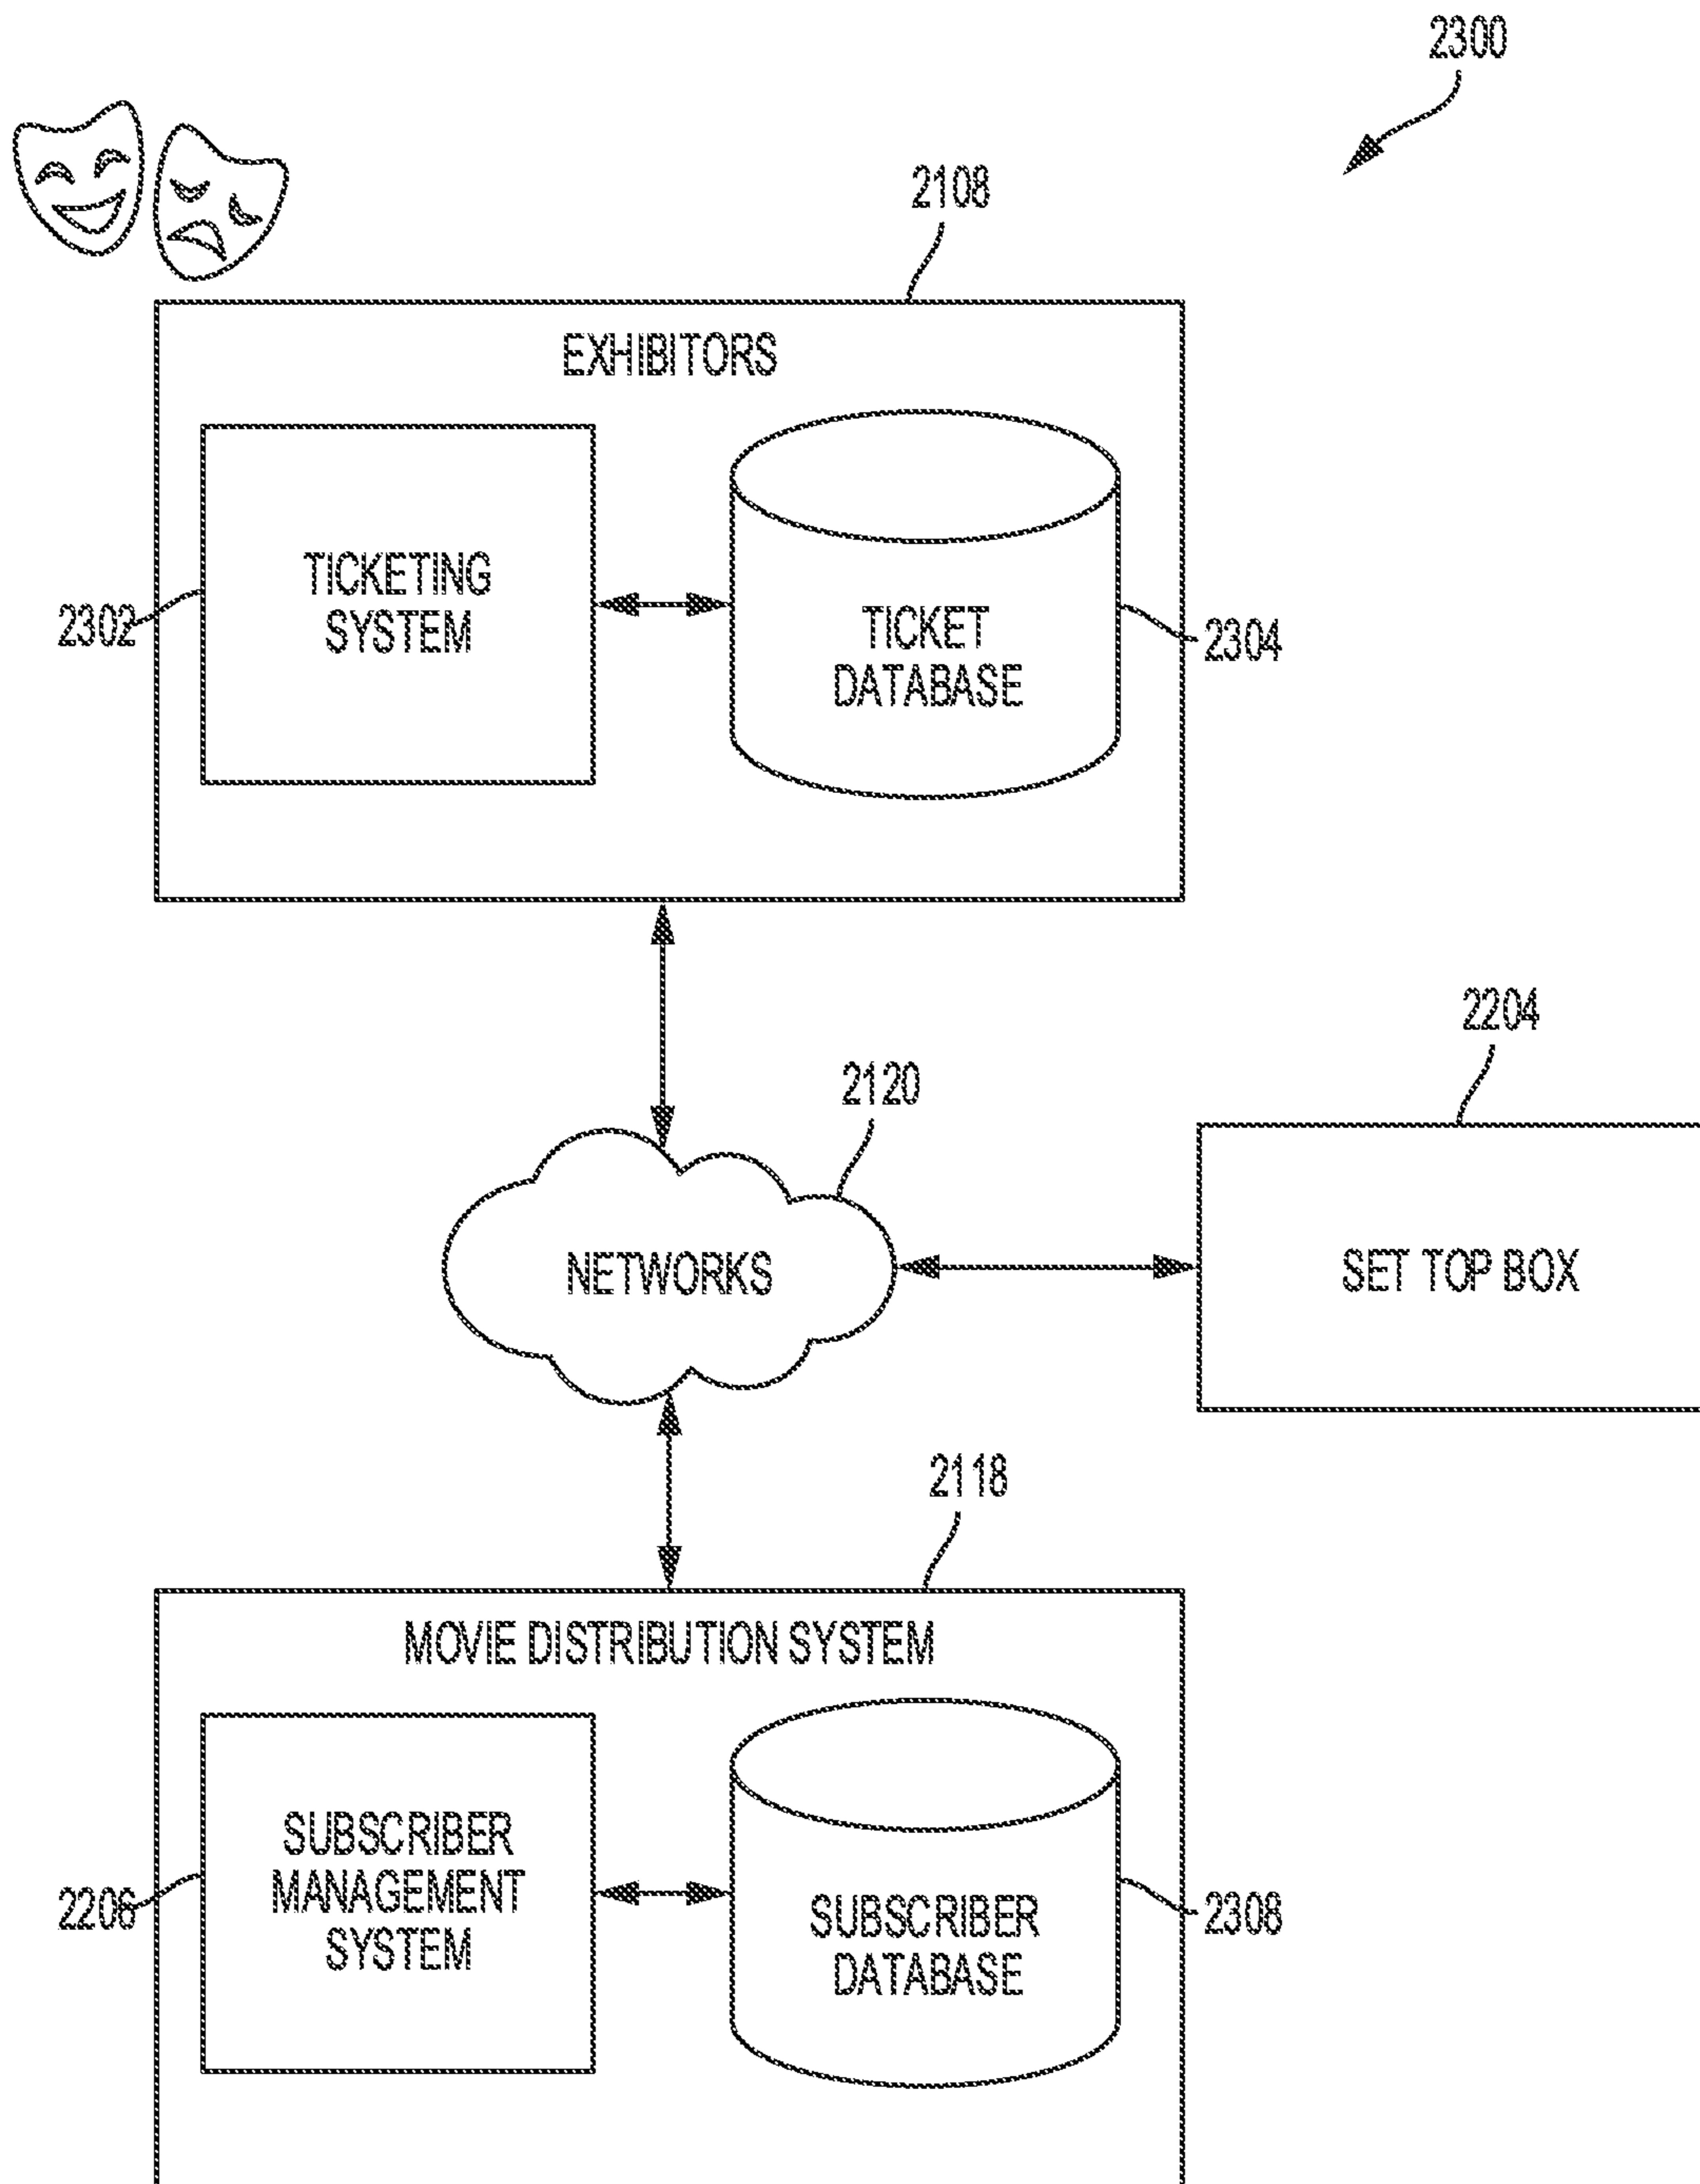 2300
2108
EXHIBITORS
TICKETING
SYSTEM
2302
TICKET
DATABASE
2304
2204
2120
NETWORKS
SET TOP BOX
2118
MOVIE DISTRIBUTION SYSTEM
SUBSCRIBER
MANAGEMENT
SYSTEM
2206
SUBSCRIBER
DATABASE
2308